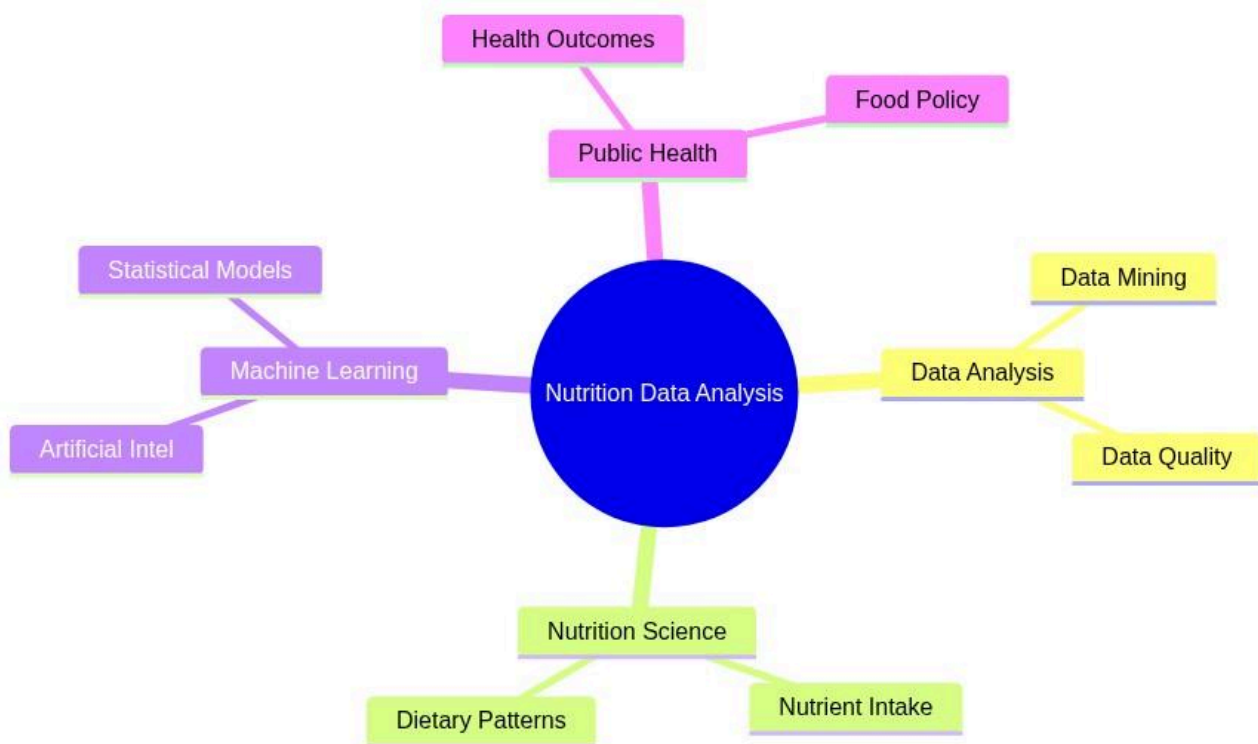 Health Outcomes
Food Policy
Public Health
Statistical Models
Data Mining
Machine Learning
Nutrition Data Analysis
Data Analysis
Artificial Intel
Data Quality
Nutrition Science
Dietary Patterns
Nutrient Intake